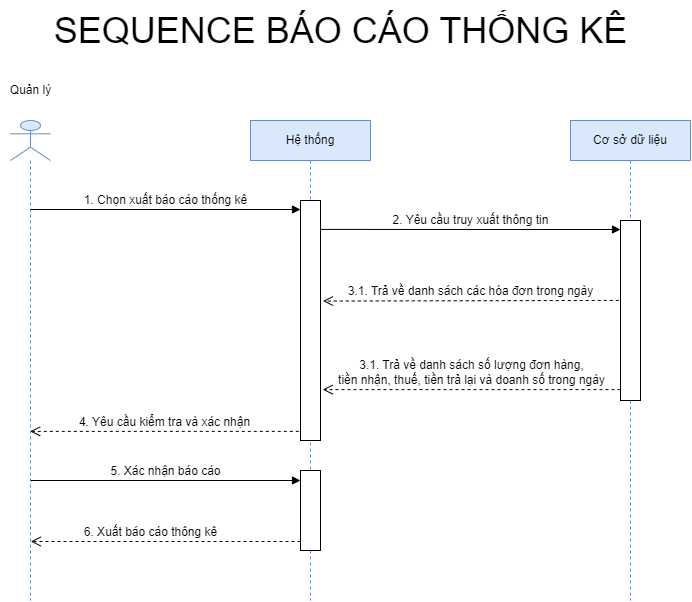 SEQUENCE BÁO CÁO THỐNG KÊ
Quản lý
Hệ thống
Cơ sở dữ liệu
1. Chọn xuất báo cáo thống kê
2. Yêu cầu truy xuất thông tin
3.1. Trả về danh sách các hóa đơn trong ngày
3.1. Trả về danh sách số lượng đơn hàng,
tiền nhận, thuế, tiền trả lại và doanh số trong ngày
4. Yêu cầu kiểm tra và xác nhận
5. Xác nhận báo cáo
6. Xuất báo cáo thông kê